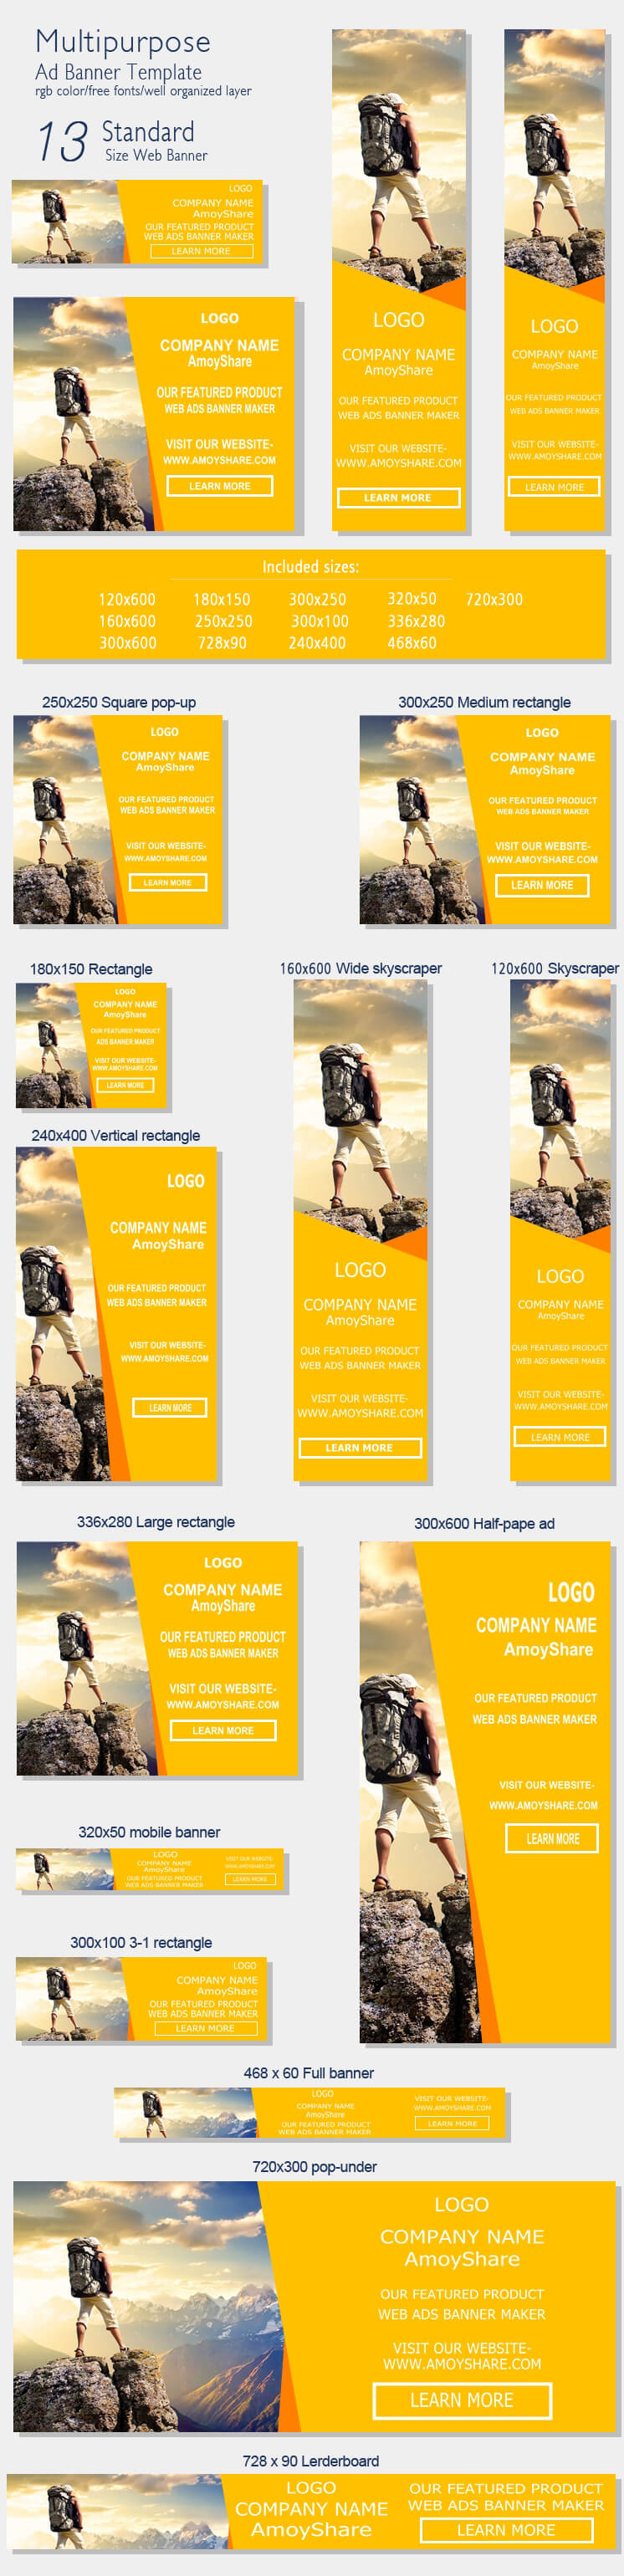 Multipurpose
Ad Banner Template
rgb color/free fonts/well organized layer
13 Standard
Size Web Banner
LOGO
COMPANY NAME
AmoyShare
OUR FEATURED PRODUCT
WEB ADS BANNER MAKER
LEARN MORE
LOGO
COMPANY NAME
AmoyShare
OUR FEATURED PRODUCT
WEB ADS BANNER MAKER
VISIT OUR WEBSITE-
WWW.AMOYSHARE.COM
LEARN MORE
LOGO
COMPANY NAME
AmoyShare
OUR FEATURED PRODUCT
WEB ADS BANNER MAKER
VISIT OUR WEBSITE-
WWW.AMOYSHARE.COM
LEARN MORE
LOGO
COMPANY NAME
AmoyShare
OUR FEATURED PRODUCT
WEB ADS BANNER MAKER
VISIT OUR WEBSITE-
WWW.AMOYSHARE.COM
LEARN MORE
Included sizes:
120x600 180x150 300x250 320x50 720x300
160x600 250x250 300x100 336x280
300x600 728x90 240x400 468x60
250x250 Square pop-up
LOGO
COMPANY NAME
AmoyShare
OUR FEATURED PRODUCT
WEB ADS BANNER MAKER
VISIT OUR WEBSITE-
WWW.AMOYSHARE.COM
LEARN MORE
300x250 Medium rectangle
LOGO
COMPANY NAME
AmoyShare
OUR FEATURED PRODUCT
WEB ADS BANNER MAKER
VISIT OUR WEBSITE-
WWW.AMOYSHARE.COM
LEARN MORE
180x150 Rectangle
LOGO
COMPANY NAME
AmoyShare
OUR FEATURED PRODUCT
ADS BANNER MAKER
VISIT OUR WEBSITE-
WWW.AMOYSHARE.COM
LEARN MORE
240x400 Vertical rectangle
LOGO
COMPANY NAME
AmoyShare
OUR FEATURED PRODUCT
WEB ADS BANNER MAKER
VISIT OUR WEBSITE-
WWW.AMOYSHARE.COM
LEARN MORE
160x600 Wide skyscraper
LOGO
COMPANY NAME
AmoyShare
OUR FEATURED PRODUCT
WEB ADS BANNER MAKER
VISIT OUR WEBSITE-
WWW.AMOYSHARE.COM
LEARN MORE
120x600 Skyscraper
LOGO
COMPANY NAME
AmoyShare
OUR FEATURED PRODUCT
WEB ADS BANNER MAKER
VISIT OUR WEBSITE-
WWW.AMOYSHARE.COM
LEARN MORE
336x280 Large rectangle
LOGO
COMPANY NAME
AmoyShare
OUR FEATURED PRODUCT
WEB ADS BANNER MAKER
VISIT OUR WEBSITE-
WWW.AMOYSHARE.COM
LEARN MORE
300x600 Half-pape ad
LOGO
COMPANY NAME
AmoyShare
OUR FEATURED PRODUCT
WEB ADS BANNER MAKER
VISIT OUR WEBSITE-
WWW.AMOYSHARE.COM
LEARN MORE
320x50 mobile banner
LOGO
COMPANY NAME
AmoyShare
OUR FEATURED PRODUCT
WEB ADS BANNER MAKER
VISIT OUR WEBSITE-
WWW.AMOYSHARE.COM
LEARN MORE
300x100 3-1 rectangle
LOGO
COMPANY NAME
AmoyShare
OUR FEATURED PRODUCT
WEB ADS BANNER MAKER
LEARN MORE
468 x 60 Full banner
LOGO
COMPANY NAME
AmoyShare
OUR FEATURED PRODUCT
WEB ADS BANNER MAKER
VISIT OUR WEBSITE-
WWW.AMOYSHARE.COM
LEARN MORE
720x300 pop-under
LOGO
COMPANY NAME
AmoyShare
OUR FEATURED PRODUCT
WEB ADS BANNER MAKER
VISIT OUR WEBSITE-
WWW.AMOYSHARE.COM
LEARN MORE
728 x 90 Lerderboard
LOGO
COMPANY NAME
AmoyShare
OUR FEATURED PRODUCT
WEB ADS BANNER MAKER
LEARN MORE